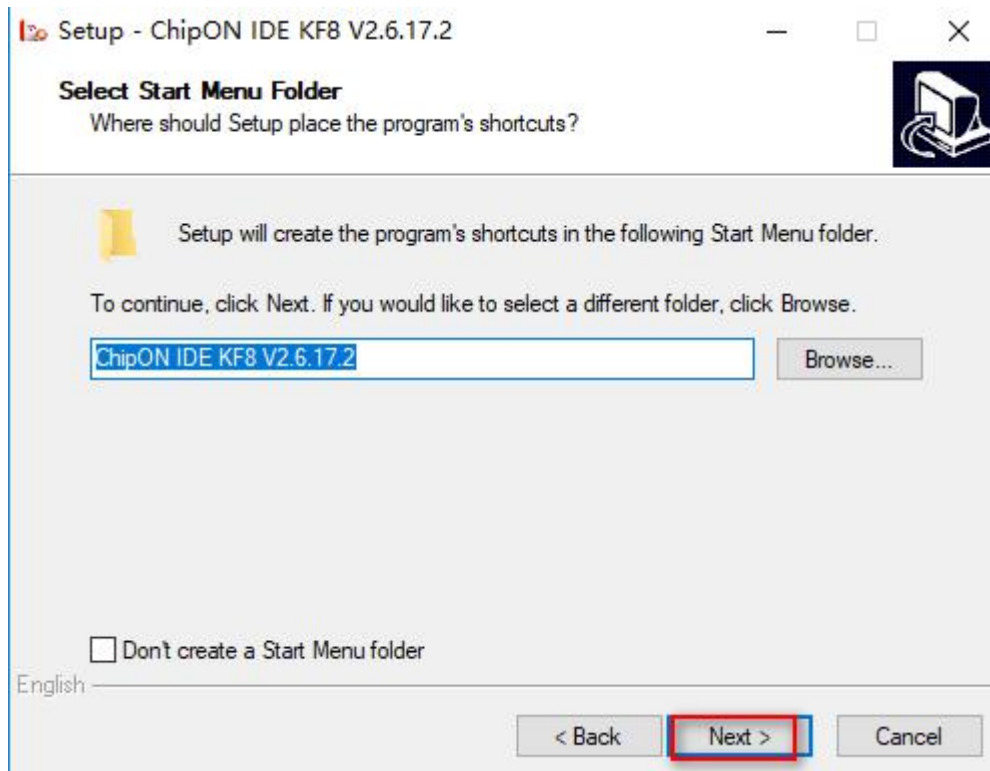 Setup - ChipON IDE KF8 V2.6.17.2
Select Start Menu Folder
Where should Setup place the program's shortcuts?
Setup will create the program's shortcuts in the following Start Menu folder.
To continue, click Next. If you would like to select a different folder, click Browse.
ChipON IDE KF8 V2.6.17.2
Browse...
Don't create a Start Menu folder
English
< Back
Next >
Cancel